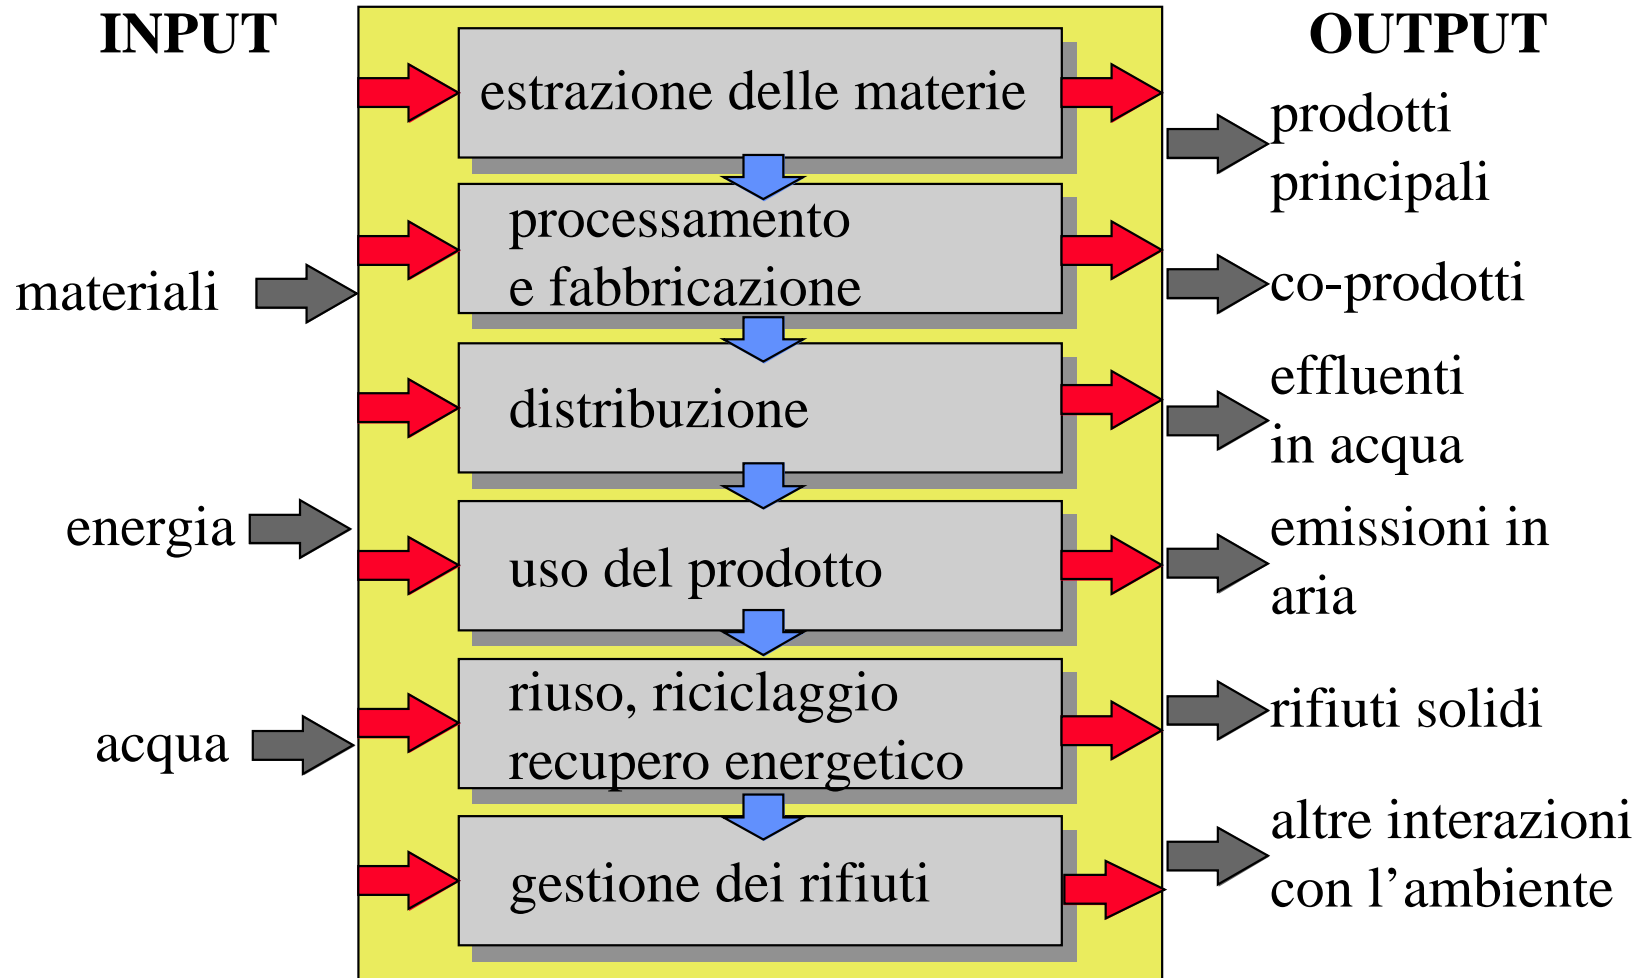 INPUT
OUTPUT
estrazione delle materie
prodotti
principali
processamento
e fabbricazione
materiali
co-prodotti
distribuzione
effluenti
in acqua
energia
uso del prodotto
emissioni in
aria
acqua
riuso, riciclaggio
recupero energetico
rifiuti solidi
gestione dei rifiuti
altre interazioni
con l’ambiente